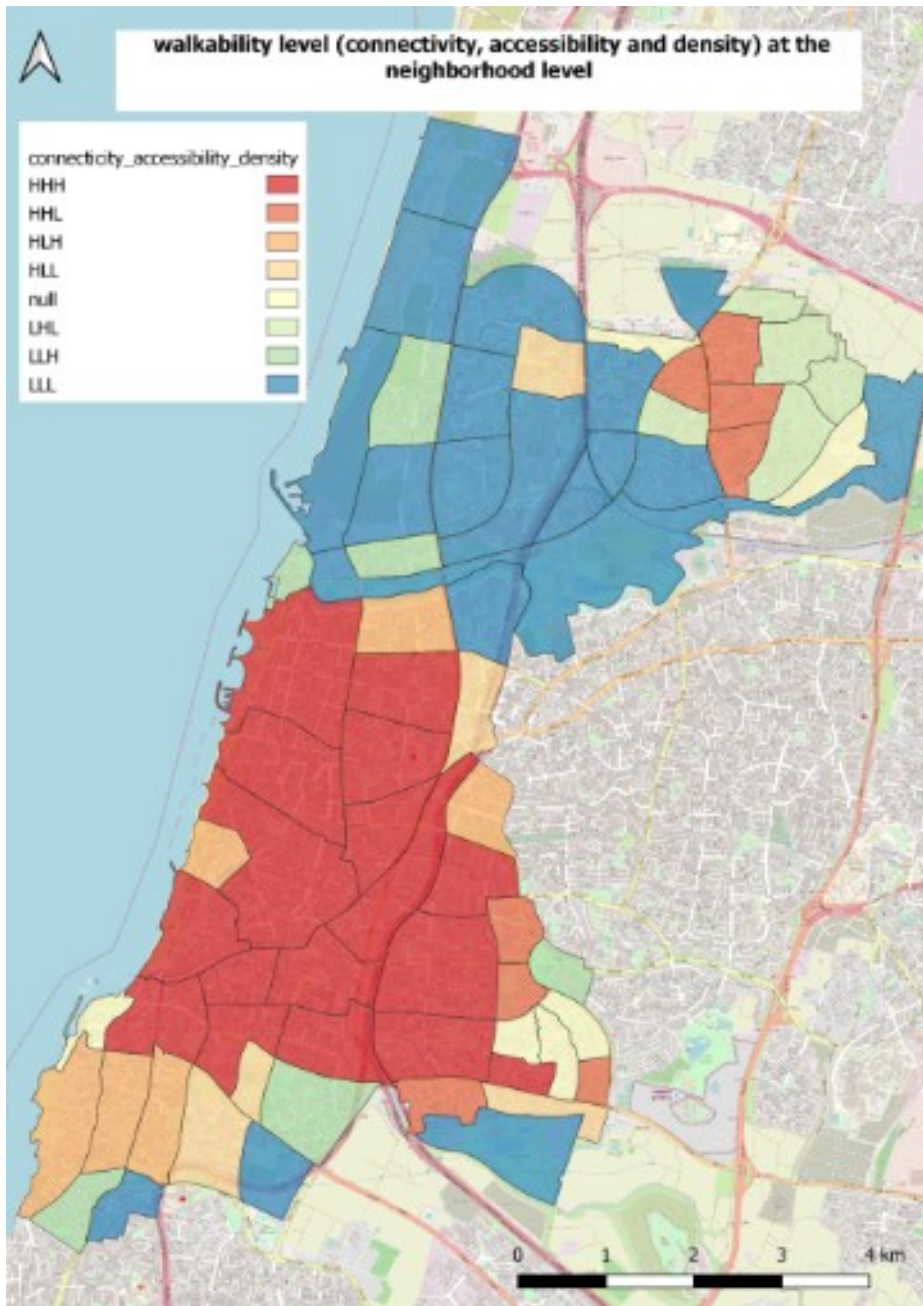 walkability level (connectivity, accessibility and density) at the
neighborhood level
connecticity_accessibility_density
HHH
HHL
HLH
HLL
null
LHL
LLH
LLL
0 1 2 3 4 km